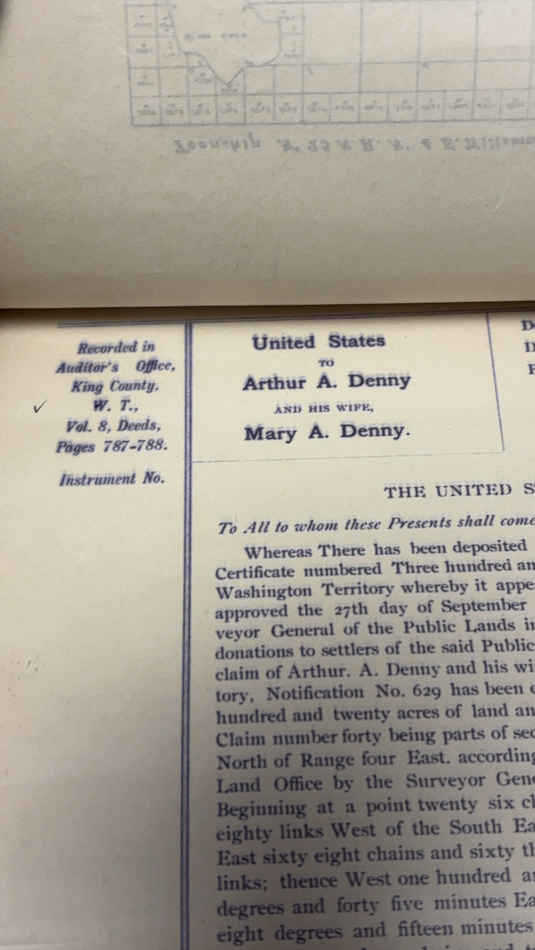 Township N° 25 N. R. N° 4 E.
Recorded in
Auditor's Office,
King County,
W. T.,
Vol. 8, Deeds,
Pages 787-788.
Instrument No.
United States
TO
Arthur A. Denny
AND HIS WIFE,
Mary A. Denny.
THE UNITED S
To All to whom these Presents shall come
Whereas There has been deposited
Certificate numbered Three hundred an
Washington Territory whereby it appe
approved the 27th day of September
veyor General of the Public Lands in
donations to settlers of the said Public
claim of Arthur. A. Denny and his wi
tory, Notification No. 629 has been e
hundred and twenty acres of land an
Claim number forty being parts of sec
North of Range four East. according
Land Office by the Surveyor Gene
Beginning at a point twenty six ch
eighty links West of the South Ea
East sixty eight chains and sixty th
links; thence West one hundred an
degrees and forty five minutes Ea
eight degrees and fifteen minutes